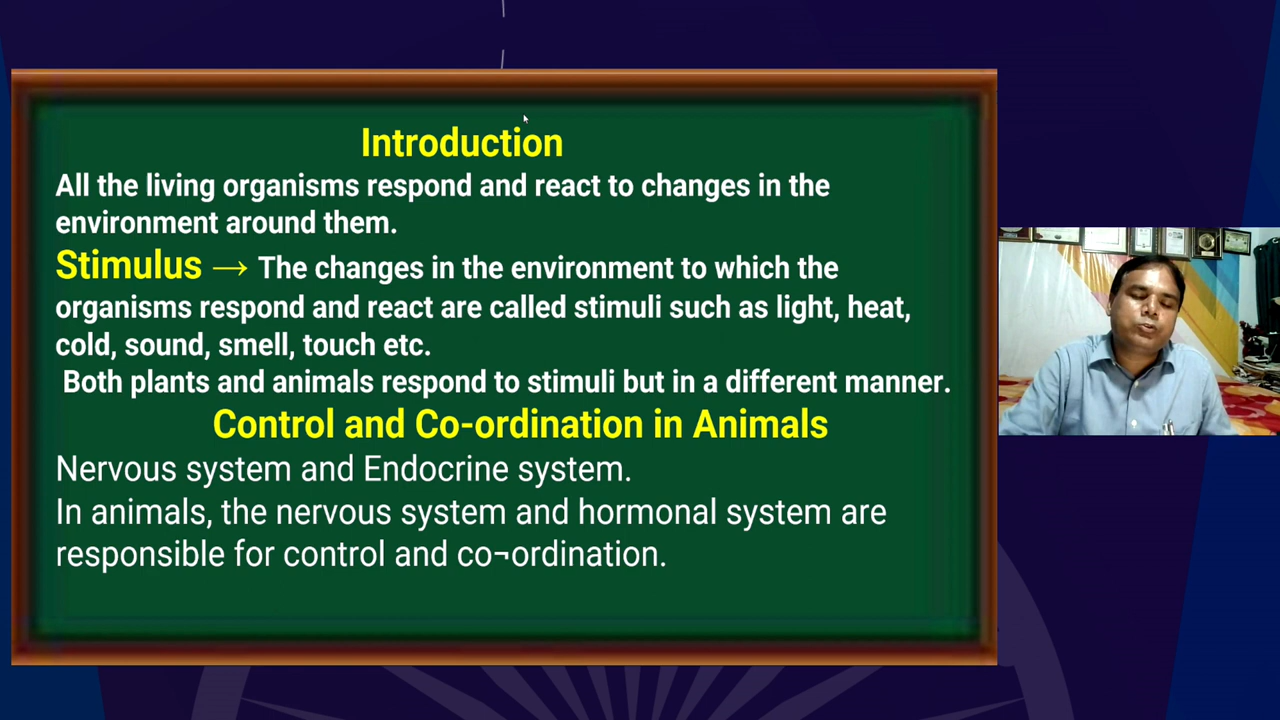 Introduction
All the living organisms respond and react to changes in the
environment around them.
Stimulus → The changes in the environment to which the
organisms respond and react are called stimuli such as light, heat,
cold, sound, smell, touch etc.
Both plants and animals respond to stimuli but in a different manner.
Control and Co-ordination in Animals
Nervous system and Endocrine system.
In animals, the nervous system and hormonal system are
responsible for control and co¬ordination.